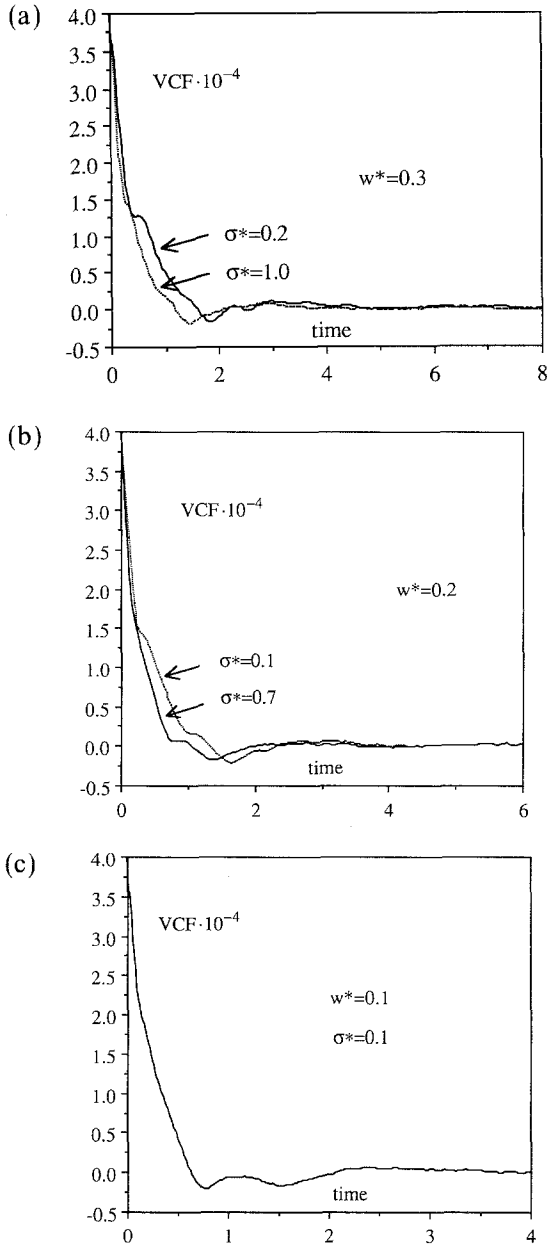 (a)
4.0
3.5
3.0
2.5
2.0
1.5
1.0
0.5
0.0
-0.5
VCF·10⁻⁴
w*=0.3
σ*=0.2
σ*=1.0
time
0 2 4 6 8
(b)
4.0
3.5
3.0
2.5
2.0
1.5
1.0
0.5
0.0
-0.5
VCF·10⁻⁴
w*=0.2
σ*=0.1
σ*=0.7
time
0 2 4 6
(c)
4.0
3.5
3.0
2.5
2.0
1.5
1.0
0.5
0.0
-0.5
VCF·10⁻⁴
w*=0.1
σ*=0.1
time
0 1 2 3 4